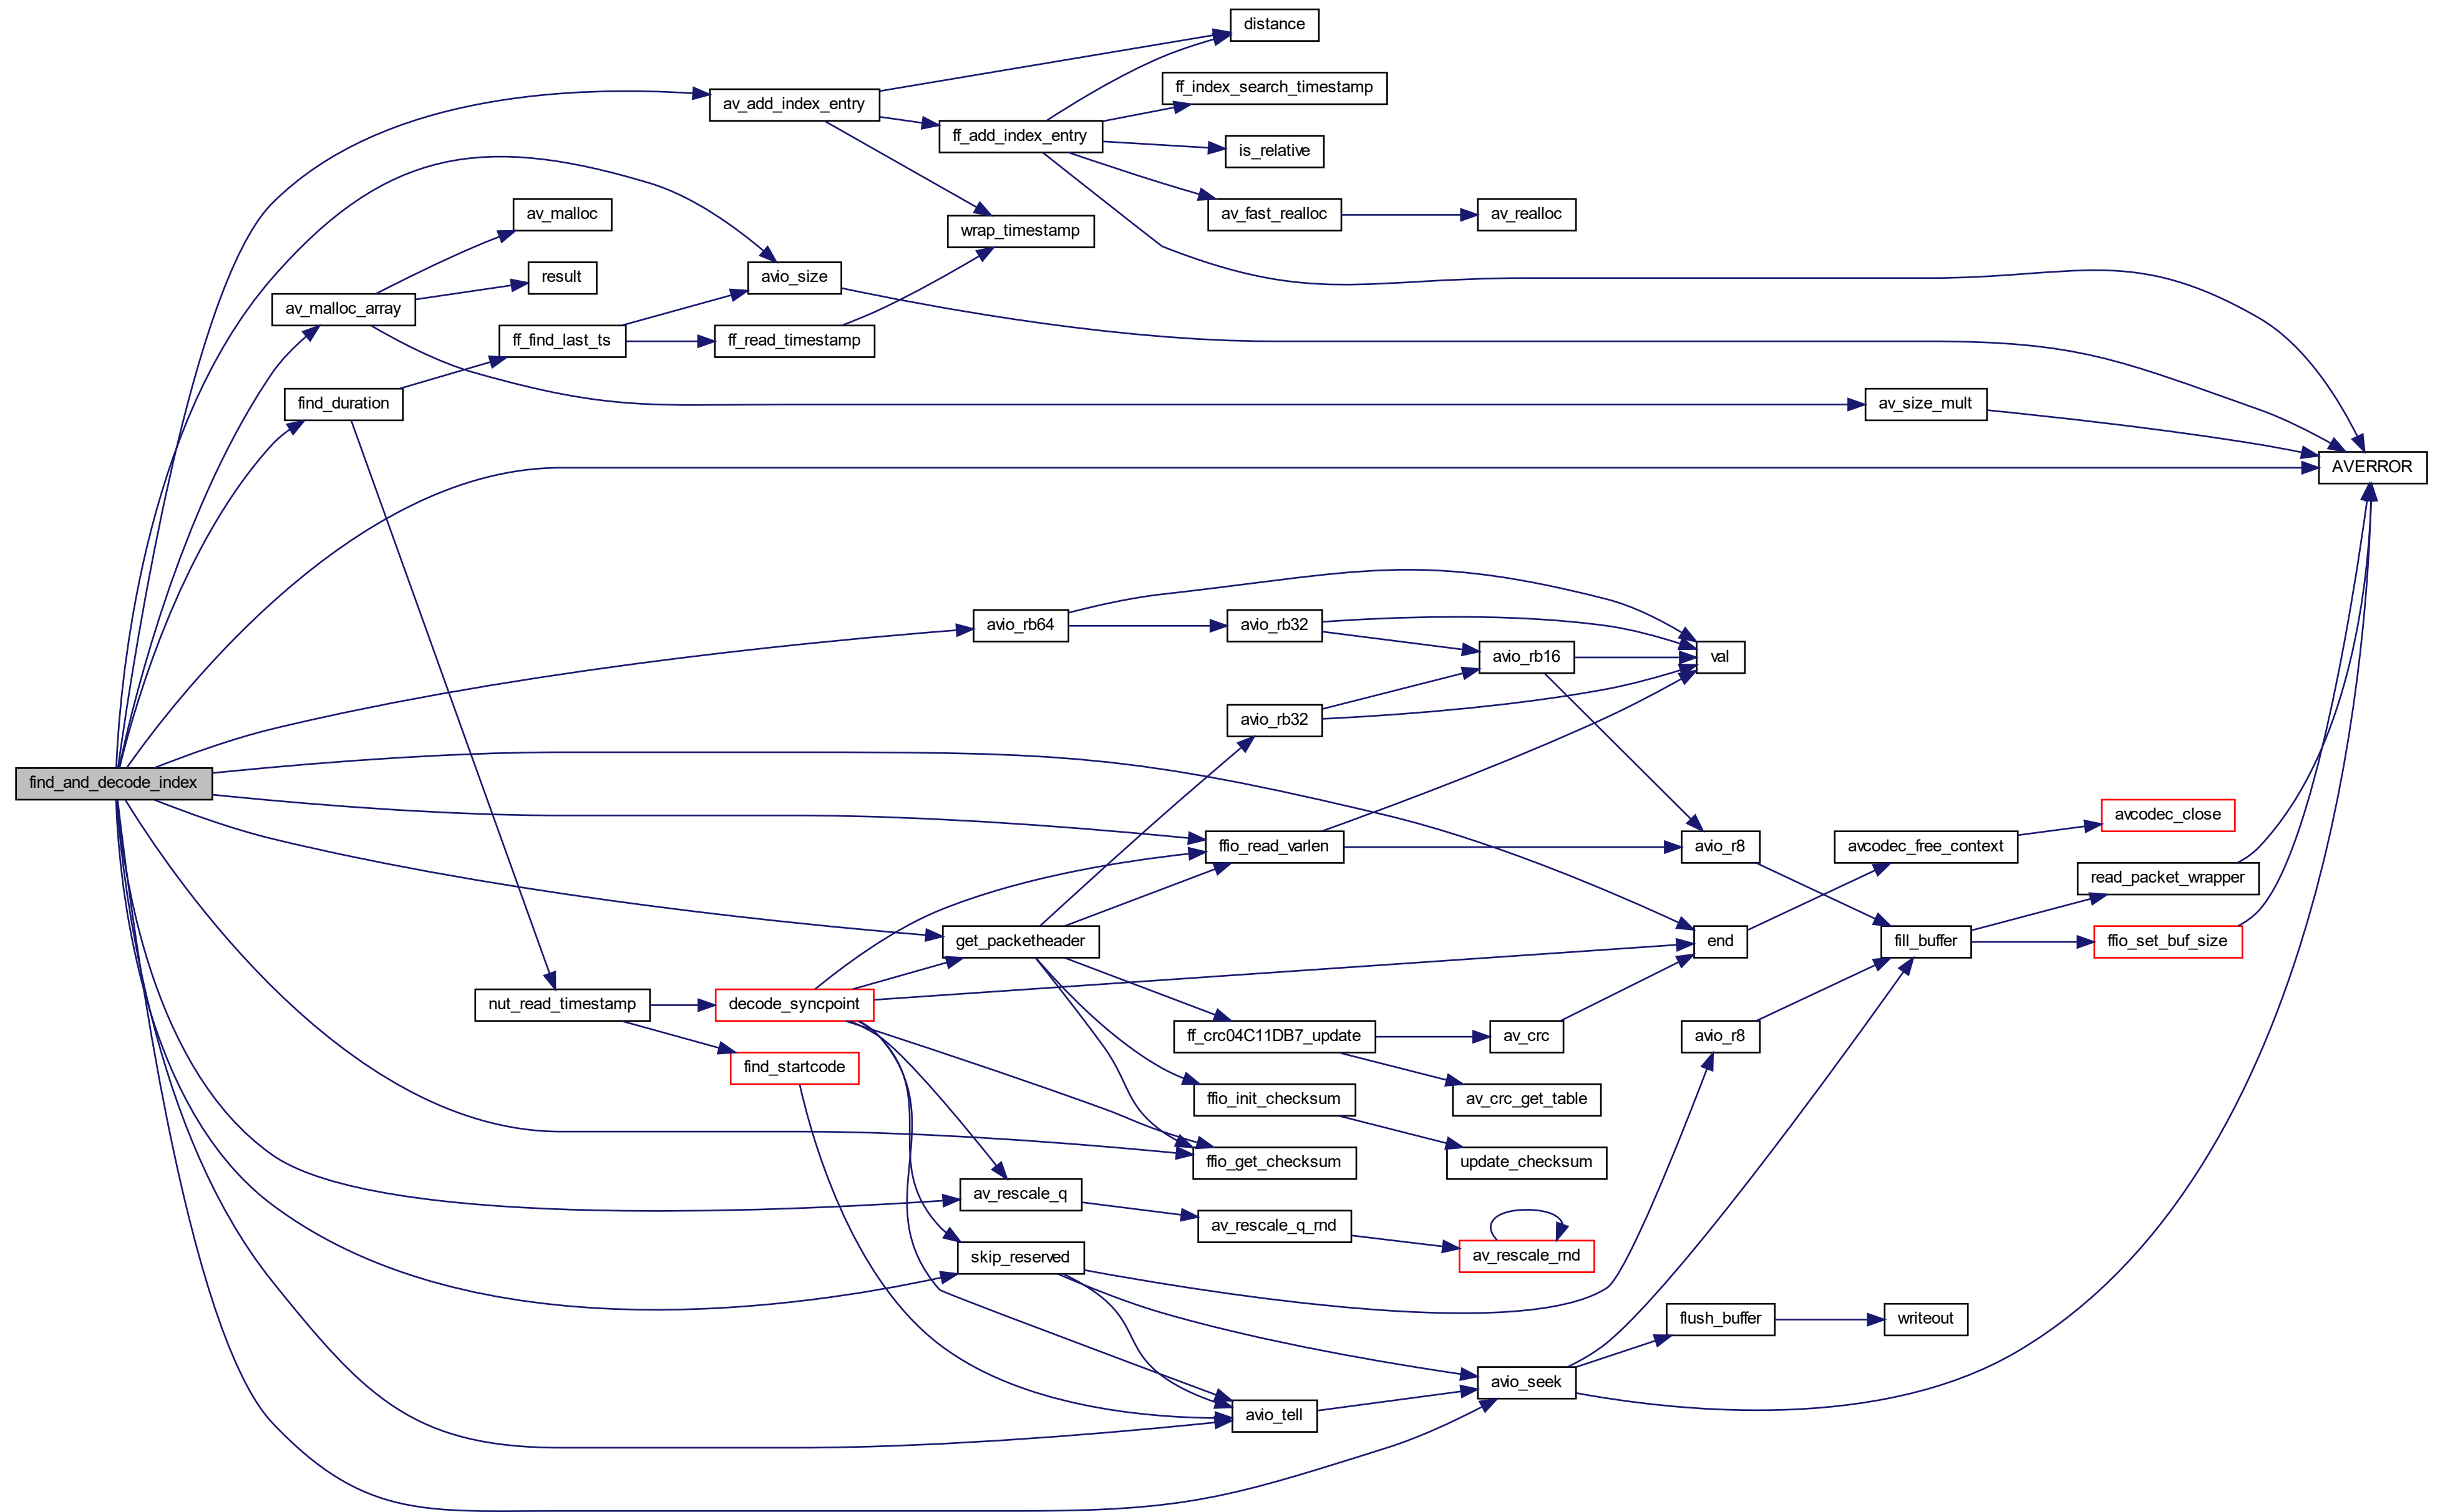 distance
ff_index_search_timestamp
av_add_index_entry
ff_add_index_entry
is_relative
av_malloc
av_fast_realloc
av_realloc
wrap_timestamp
result
avio_size
av_malloc_array
ff_find_last_ts
ff_read_timestamp
find_duration
av_size_mult
AVERROR
avio_rb64
avio_rb32
avio_rb16
val
avio_rb32
find_and_decode_index
avcodec_close
ffio_read_varlen
avio_r8
avcodec_free_context
read_packet_wrapper
get_packetheader
end
fill_buffer
ffio_set_buf_size
nut_read_timestamp
decode_syncpoint
ff_crc04C11DB7_update
av_crc
avio_r8
find_startcode
ffio_init_checksum
av_crc_get_table
ffio_get_checksum
update_checksum
av_rescale_q
av_rescale_q_rnd
av_rescale_rnd
skip_reserved
flush_buffer
writeout
avio_seek
avio_tell